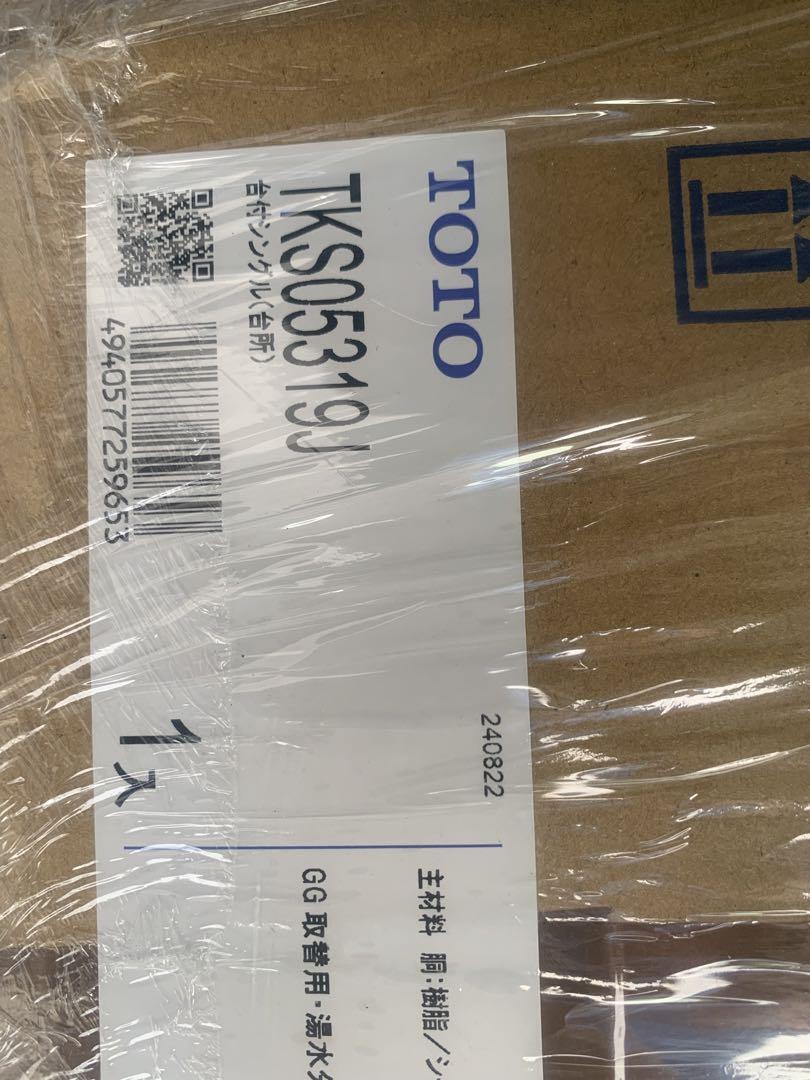 TOTO
240822
TKS05319J
台付シングル(台所)
4940577259653
1入
主材料 胴:樹脂/シ
GG 取替用・湯水